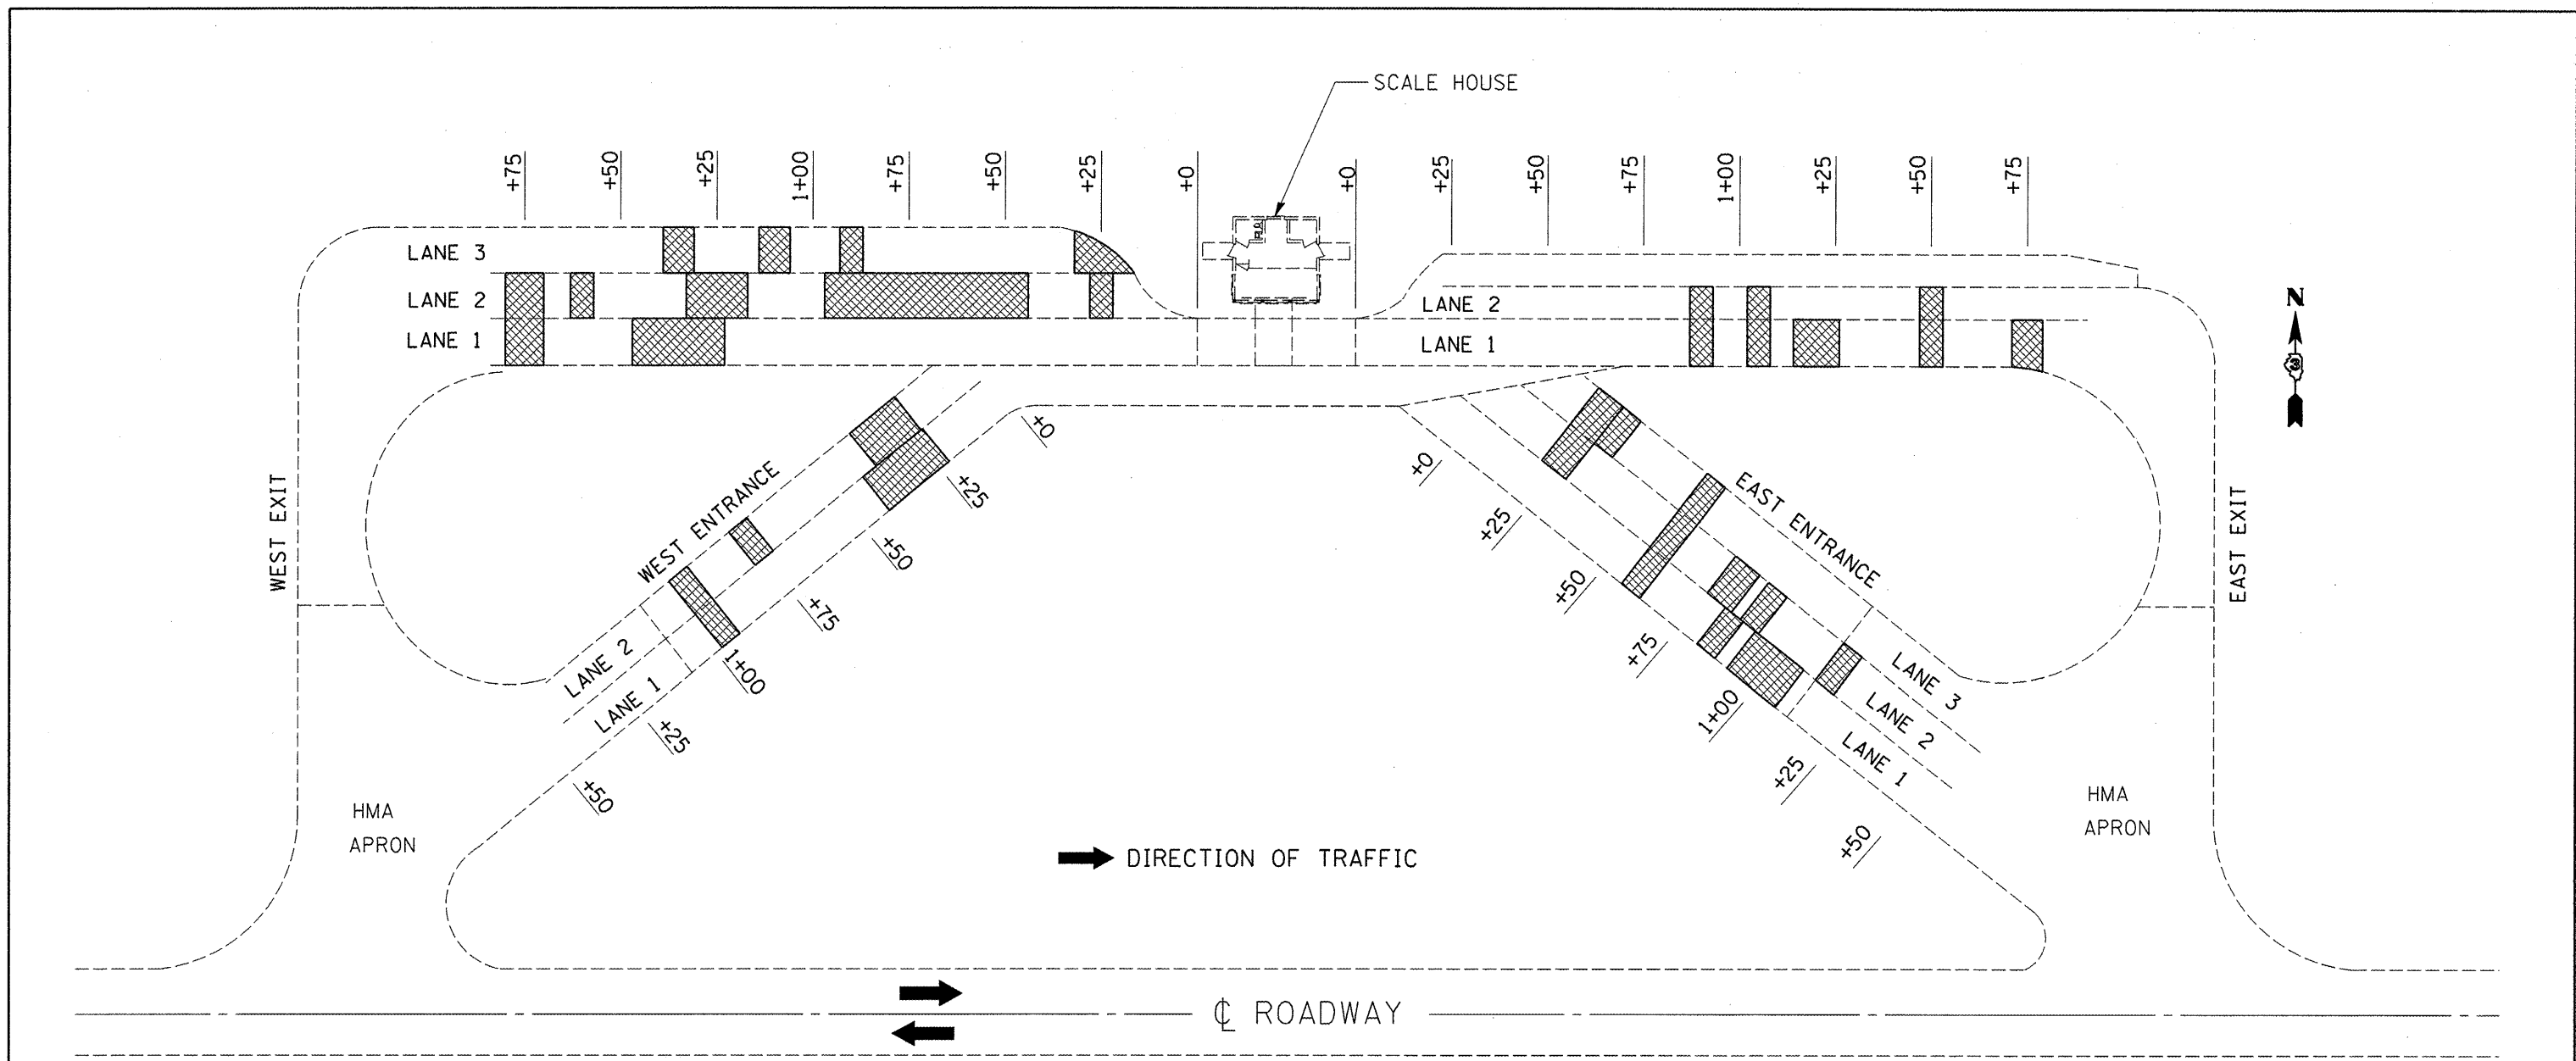 SCALE HOUSE
+75
+50
+25
1+00
+75
+50
+25
+0
+0
+25
+50
+75
1+00
+25
+50
+75
LANE 3
LANE 2
LANE 1
LANE 2
LANE 1
N
WEST EXIT
WEST ENTRANCE
LANE 2
LANE 1
+0
+25
+50
+75
1+00
+25
+50
+0
+25
+50
+75
1+00
+25
+50
EAST ENTRANCE
LANE 3
LANE 2
LANE 1
EAST EXIT
HMA
APRON
HMA
APRON
DIRECTION OF TRAFFIC
℄ ROADWAY